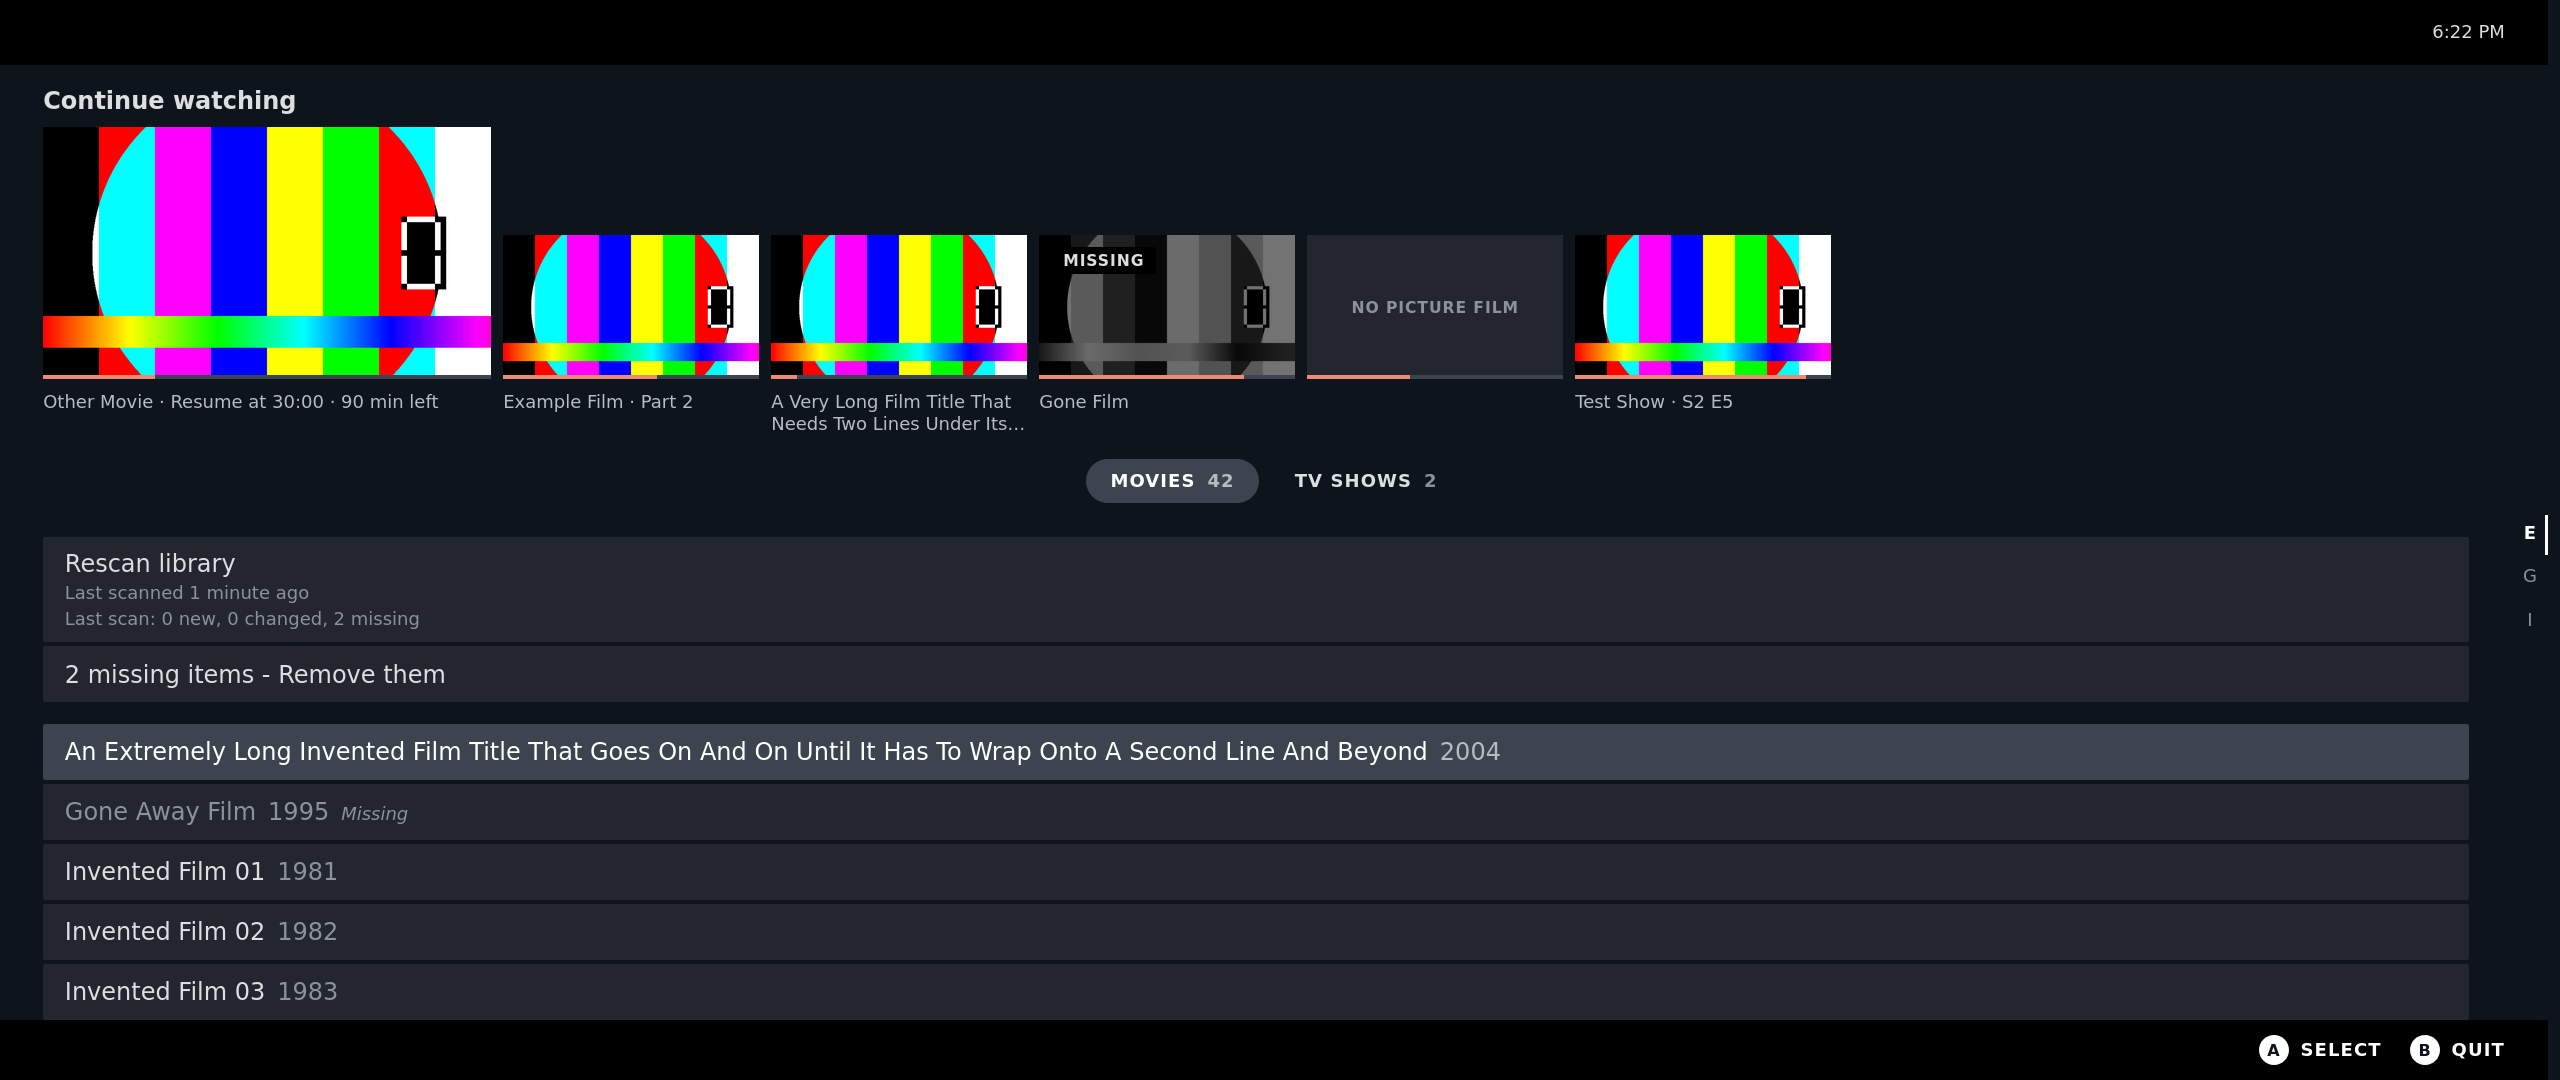 6:22 PM
Continue watching
MISSING
NO PICTURE FILM
Other Movie · Resume at 30:00 · 90 min left
Example Film · Part 2
A Very Long Film Title That
Needs Two Lines Under Its…
Gone Film
Test Show · S2 E5
MOVIES 42
TV SHOWS 2
E
G
I
Rescan library
Last scanned 1 minute ago
Last scan: 0 new, 0 changed, 2 missing
2 missing items - Remove them
An Extremely Long Invented Film Title That Goes On And On Until It Has To Wrap Onto A Second Line And Beyond 2004
Gone Away Film 1995 Missing
Invented Film 01 1981
Invented Film 02 1982
Invented Film 03 1983
A SELECT
B QUIT